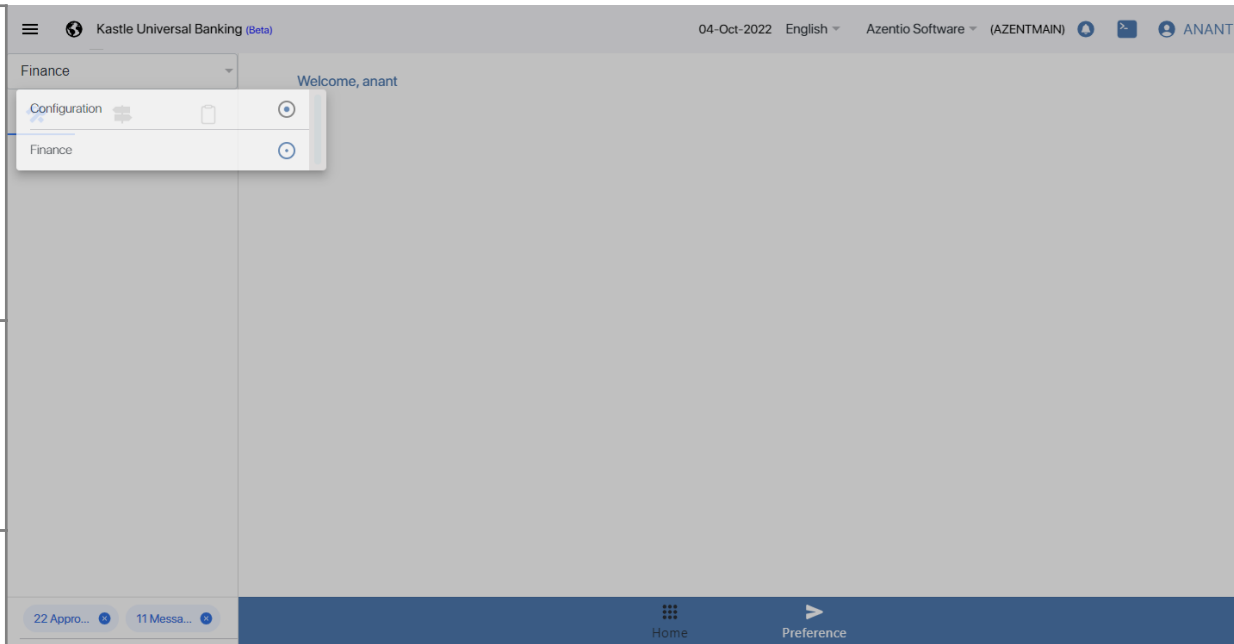 Kastle Universal Banking (Beta)
04-Oct-2022 English Azentio Software (AZENTMAIN) ANANT
Finance
Welcome, anant
Configuration
Finance
22 Appro... 11 Messa...
Home Preference